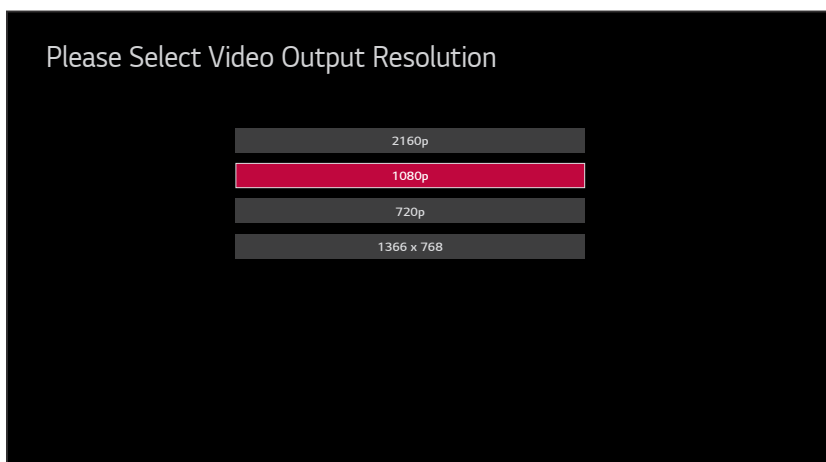 Please Select Video Output Resolution
2160p
1080p
720p
1366 x 768